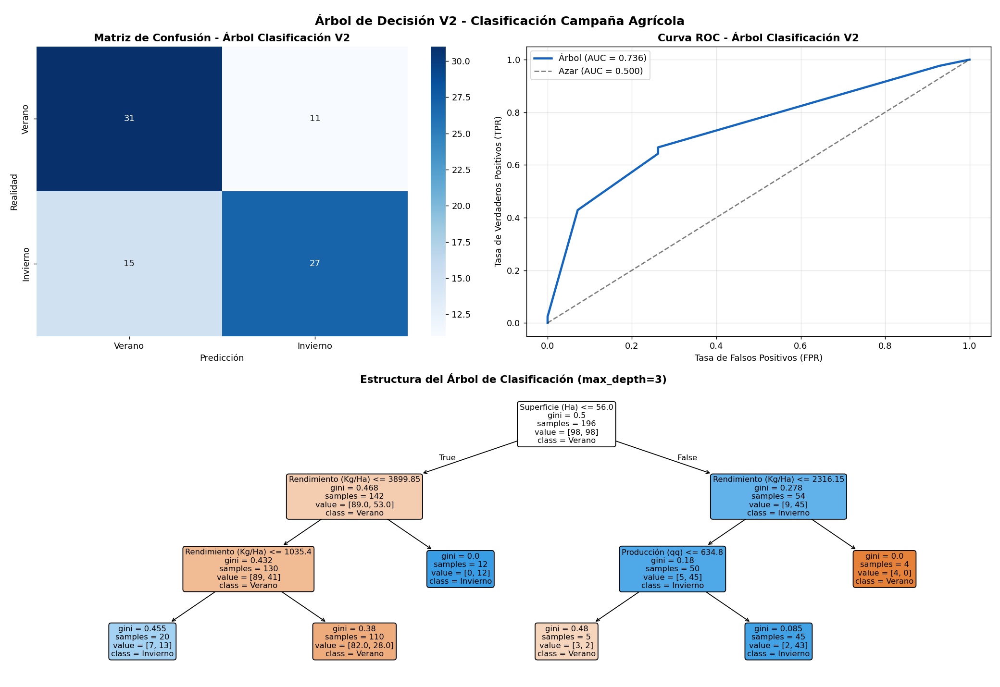 Árbol de Decisión V2 - Clasificación Campaña Agrícola
Matriz de Confusión - Árbol Clasificación V2
Verano
Invierno
Realidad
31
11
15
27
Verano
Invierno
Predicción
30.0
27.5
25.0
22.5
20.0
17.5
15.0
12.5
Curva ROC - Árbol Clasificación V2
Árbol (AUC = 0.736)
Azar (AUC = 0.500)
Tasa de Verdaderos Positivos (TPR)
1.0
0.8
0.6
0.4
0.2
0.0
0.0
0.2
0.4
0.6
0.8
1.0
Tasa de Falsos Positivos (FPR)
Estructura del Árbol de Clasificación (max_depth=3)
Superficie (Ha) <= 56.0
gini = 0.5
samples = 196
value = [98, 98]
class = Verano
True
False
Rendimiento (Kg/Ha) <= 3899.85
gini = 0.468
samples = 142
value = [89.0, 53.0]
class = Verano
Rendimiento (Kg/Ha) <= 2316.15
gini = 0.278
samples = 54
value = [9, 45]
class = Invierno
Rendimiento (Kg/Ha) <= 1035.4
gini = 0.432
samples = 130
value = [89, 41]
class = Verano
gini = 0.0
samples = 12
value = [0, 12]
class = Invierno
Producción (qq) <= 634.8
gini = 0.18
samples = 50
value = [5, 45]
class = Invierno
gini = 0.0
samples = 4
value = [4, 0]
class = Verano
gini = 0.455
samples = 20
value = [7, 13]
class = Invierno
gini = 0.38
samples = 110
value = [82.0, 28.0]
class = Verano
gini = 0.48
samples = 5
value = [3, 2]
class = Verano
gini = 0.085
samples = 45
value = [2, 43]
class = Invierno